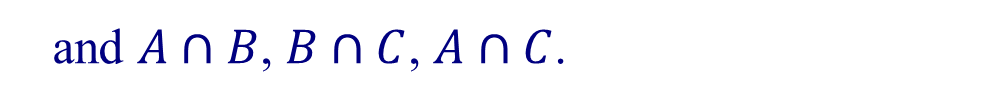 and A ∩ B, B ∩ C, A ∩ C.